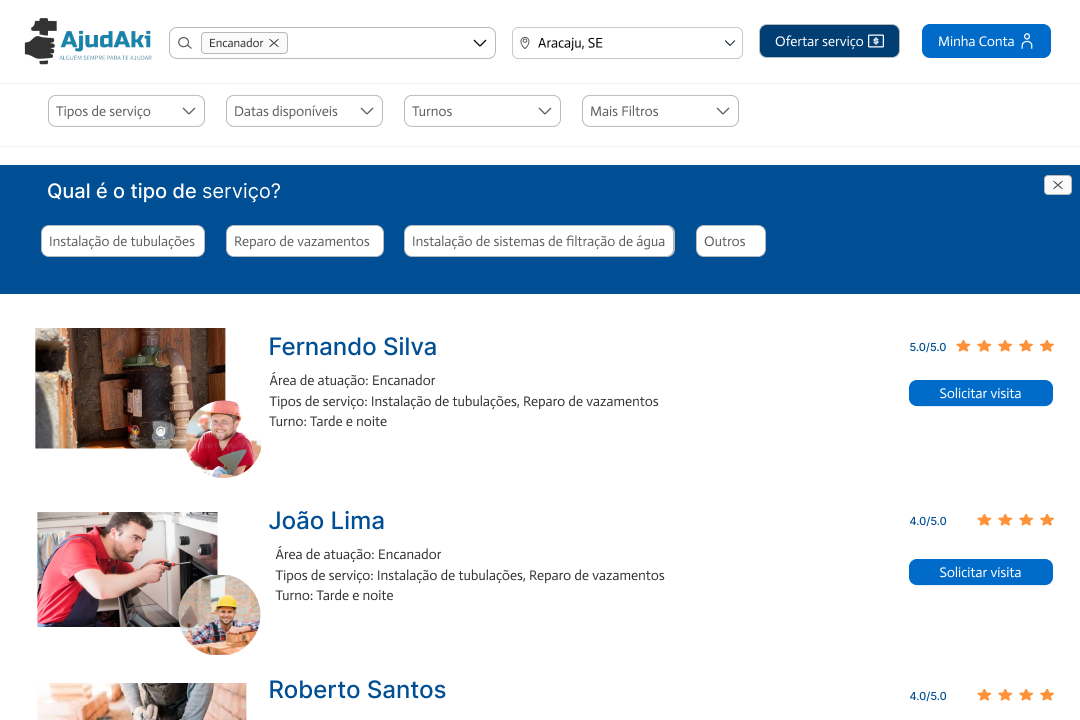 AjudAki
ALGUÉM SEMPRE PARA TE AJUDAR
Encanador
Aracaju, SE
Ofertar serviço
Minha Conta
Tipos de serviço
Datas disponíveis
Turnos
Mais Filtros
Qual é o tipo de serviço?
Instalação de tubulações
Reparo de vazamentos
Instalação de sistemas de filtração de água
Outros
Fernando Silva
5.0/5.0
Área de atuação: Encanador
Tipos de serviço: Instalação de tubulações, Reparo de vazamentos
Turno: Tarde e noite
Solicitar visita
João Lima
4.0/5.0
Área de atuação: Encanador
Tipos de serviço: Instalação de tubulações, Reparo de vazamentos
Turno: Tarde e noite
Solicitar visita
Roberto Santos
4.0/5.0